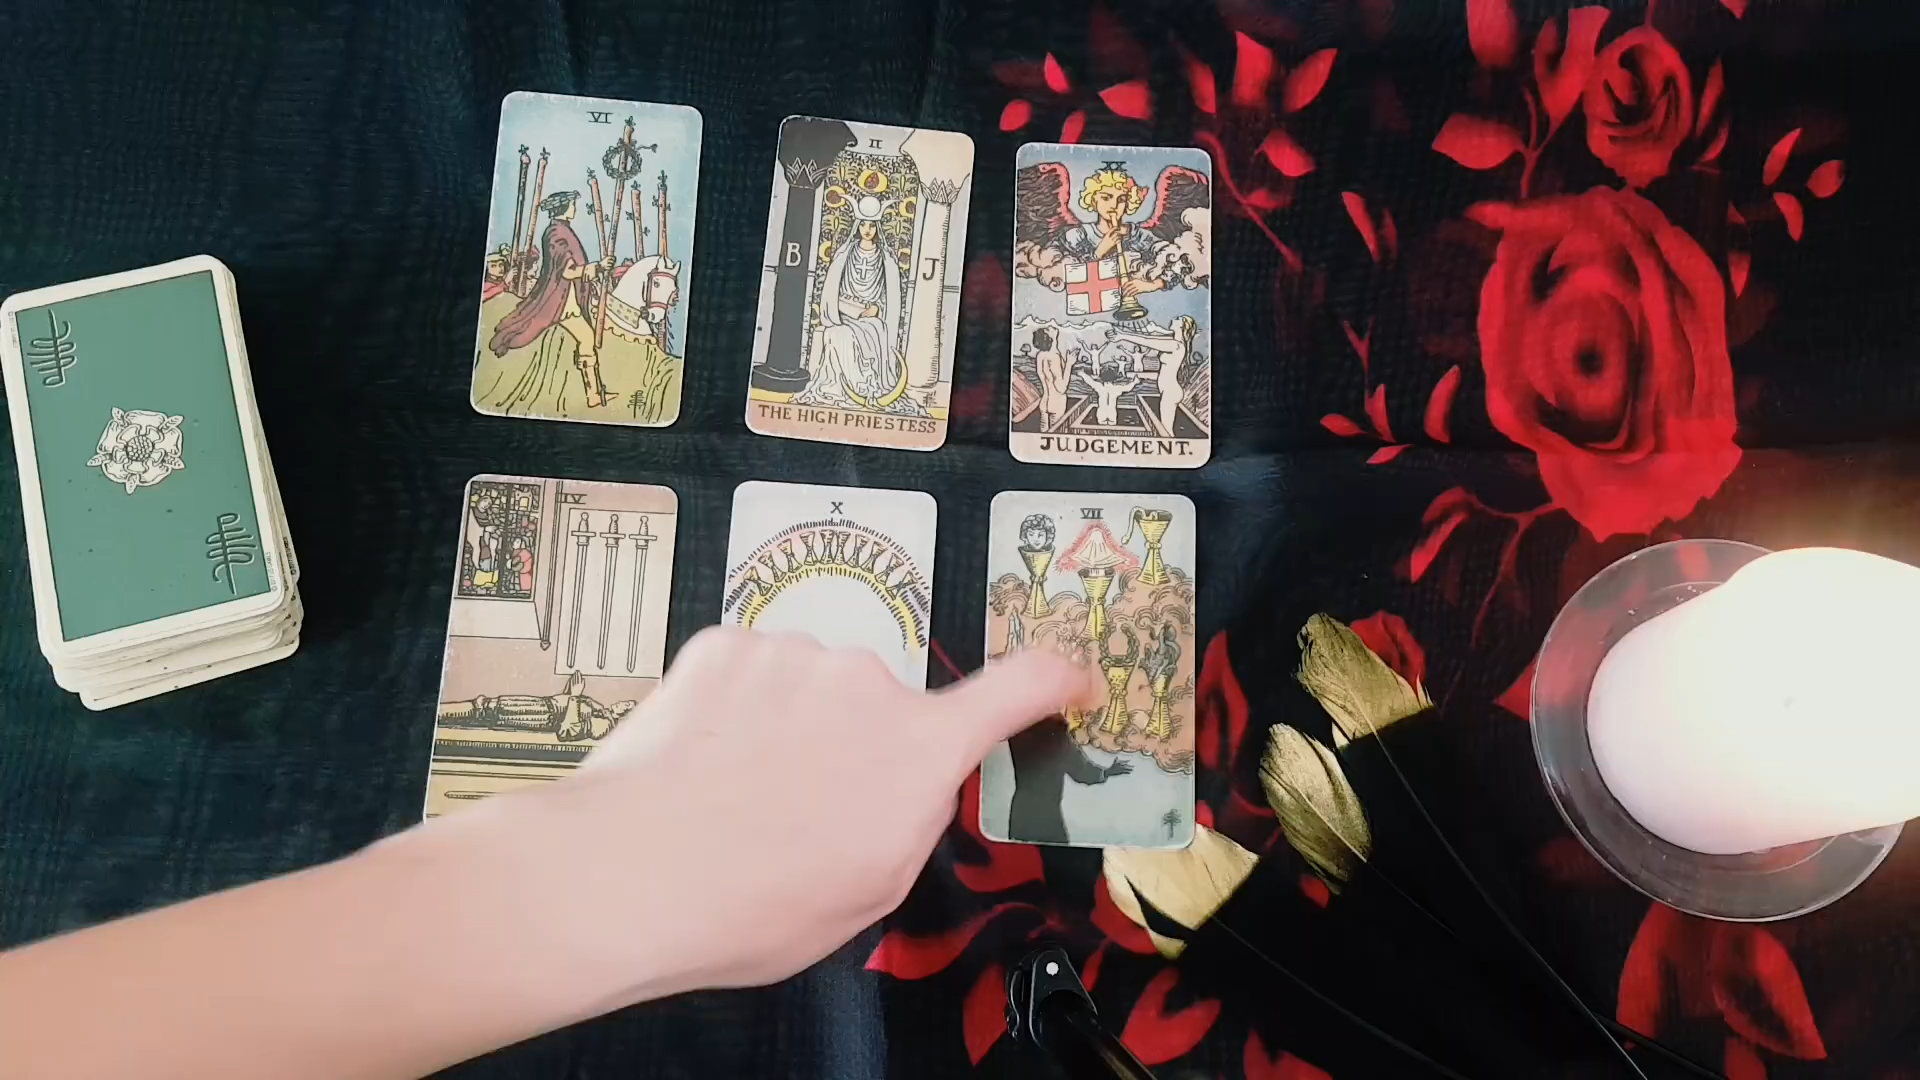 VI
II
B
J
THE HIGH PRIESTESS
XX
JUDGEMENT.
IV
X
VII